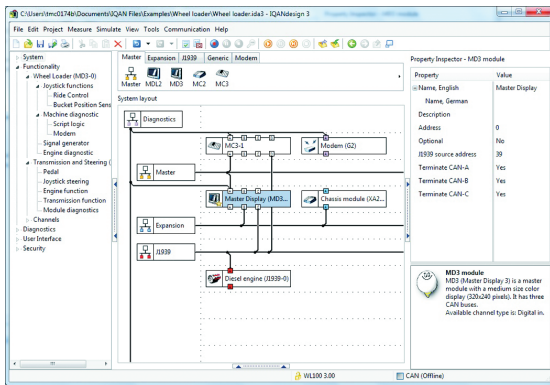 C:\Users\tmc0174b\Documents\IQAN Files\Examples\Wheel loader\Wheel loader.ida3 - IQANdesign 3
File Edit Project Measure Simulate View Tools Communication Help
System
Functionality
Wheel Loader (MD3-0)
Joystick functions
Ride Control
Bucket Position Sens
Machine diagnostic
Script logic
Modem
Signal generator
Engine diagnostic
Transmission and Steering (
Pedal
Joystick steering
Engine function
Transmission function
Module diagnostics
Channels
Diagnostics
User Interface
Security
Master Expansion J1939 Generic Modem
Master MDL2 MD3 MC2 MC3
System layout
Diagnostics
MC3-1
Modem (G2)
Master
Master Display (MD3...
Chassis module (XA2...
Expansion
J1939
Diesel engine (J1939-0)
Property Inspector - MD3 module
Property Value
Name, English Master Display
Name, German
Description
Address 0
Optional No
J1939 source address 39
Terminate CAN-A Yes
Terminate CAN-B Yes
Terminate CAN-C Yes
MD3 module
MD3 (Master Display 3) is a master
module with a medium size color
display (320x240 pixels). It has three
CAN buses.
Available channel type is: Digital in.
WL100 3.00
CAN (Offline)